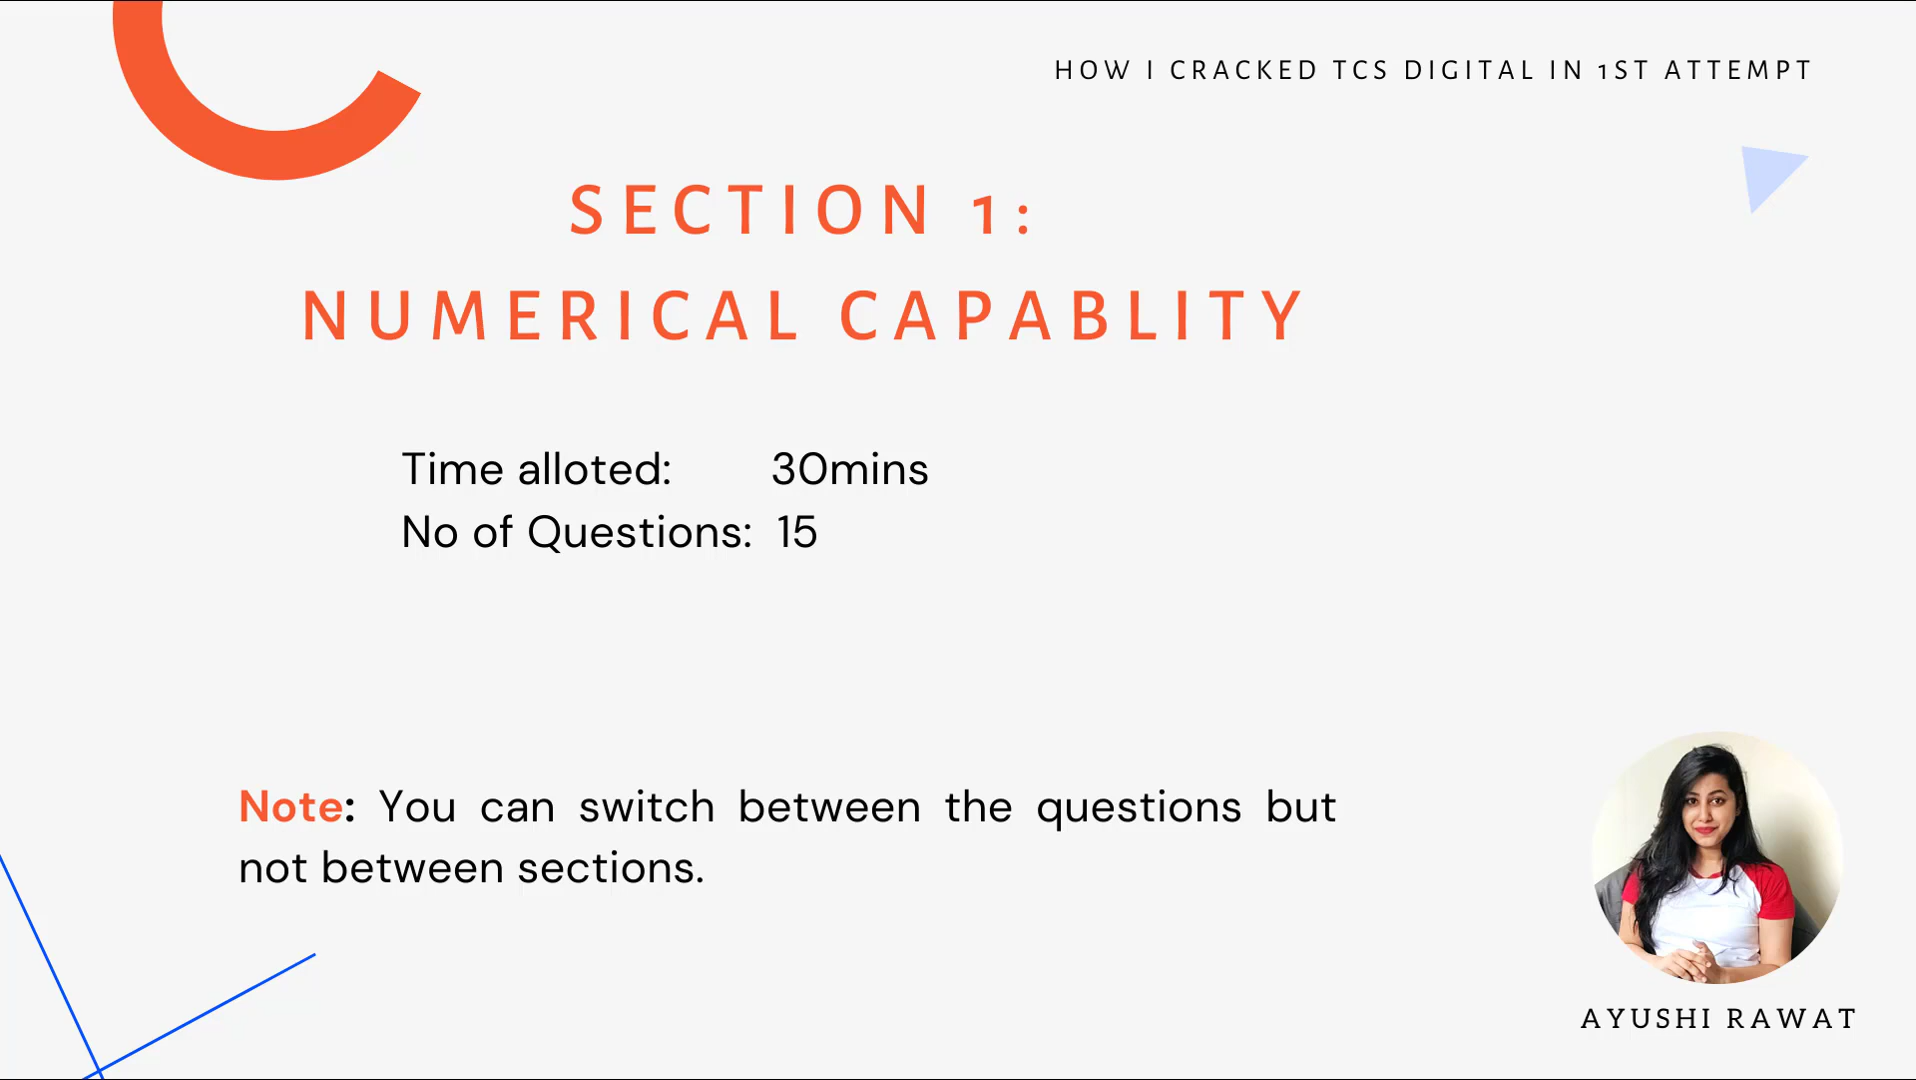 HOW I CRACKED TCS DIGITAL IN 1ST ATTEMPT
SECTION 1:
NUMERICAL CAPABLITY
Time alloted: 30mins
No of Questions: 15
Note: You can switch between the questions but
not between sections.
AYUSHI RAWAT